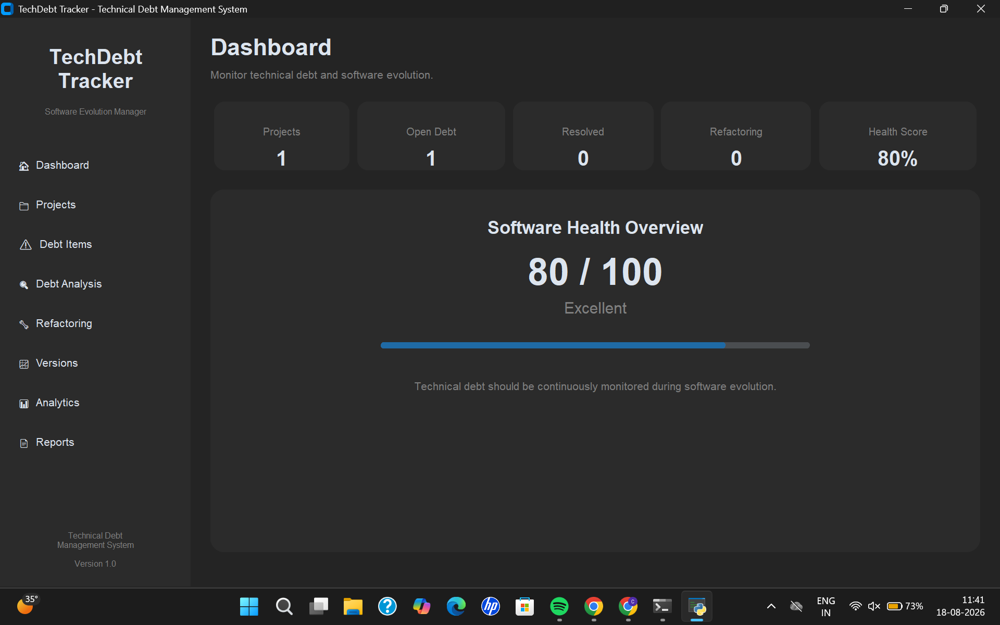 TechDebt Tracker - Technical Debt Management System
TechDebt
Tracker
Software Evolution Manager
Dashboard
Projects
Debt Items
Debt Analysis
Refactoring
Versions
Analytics
Reports
Technical Debt
Management System
Version 1.0
Dashboard
Monitor technical debt and software evolution.
Projects
1
Open Debt
1
Resolved
0
Refactoring
0
Health Score
80%
Software Health Overview
80 / 100
Excellent
Technical debt should be continuously monitored during software evolution.
35°
hp
C
ENG
IN
73%
11:41
18-08-2026